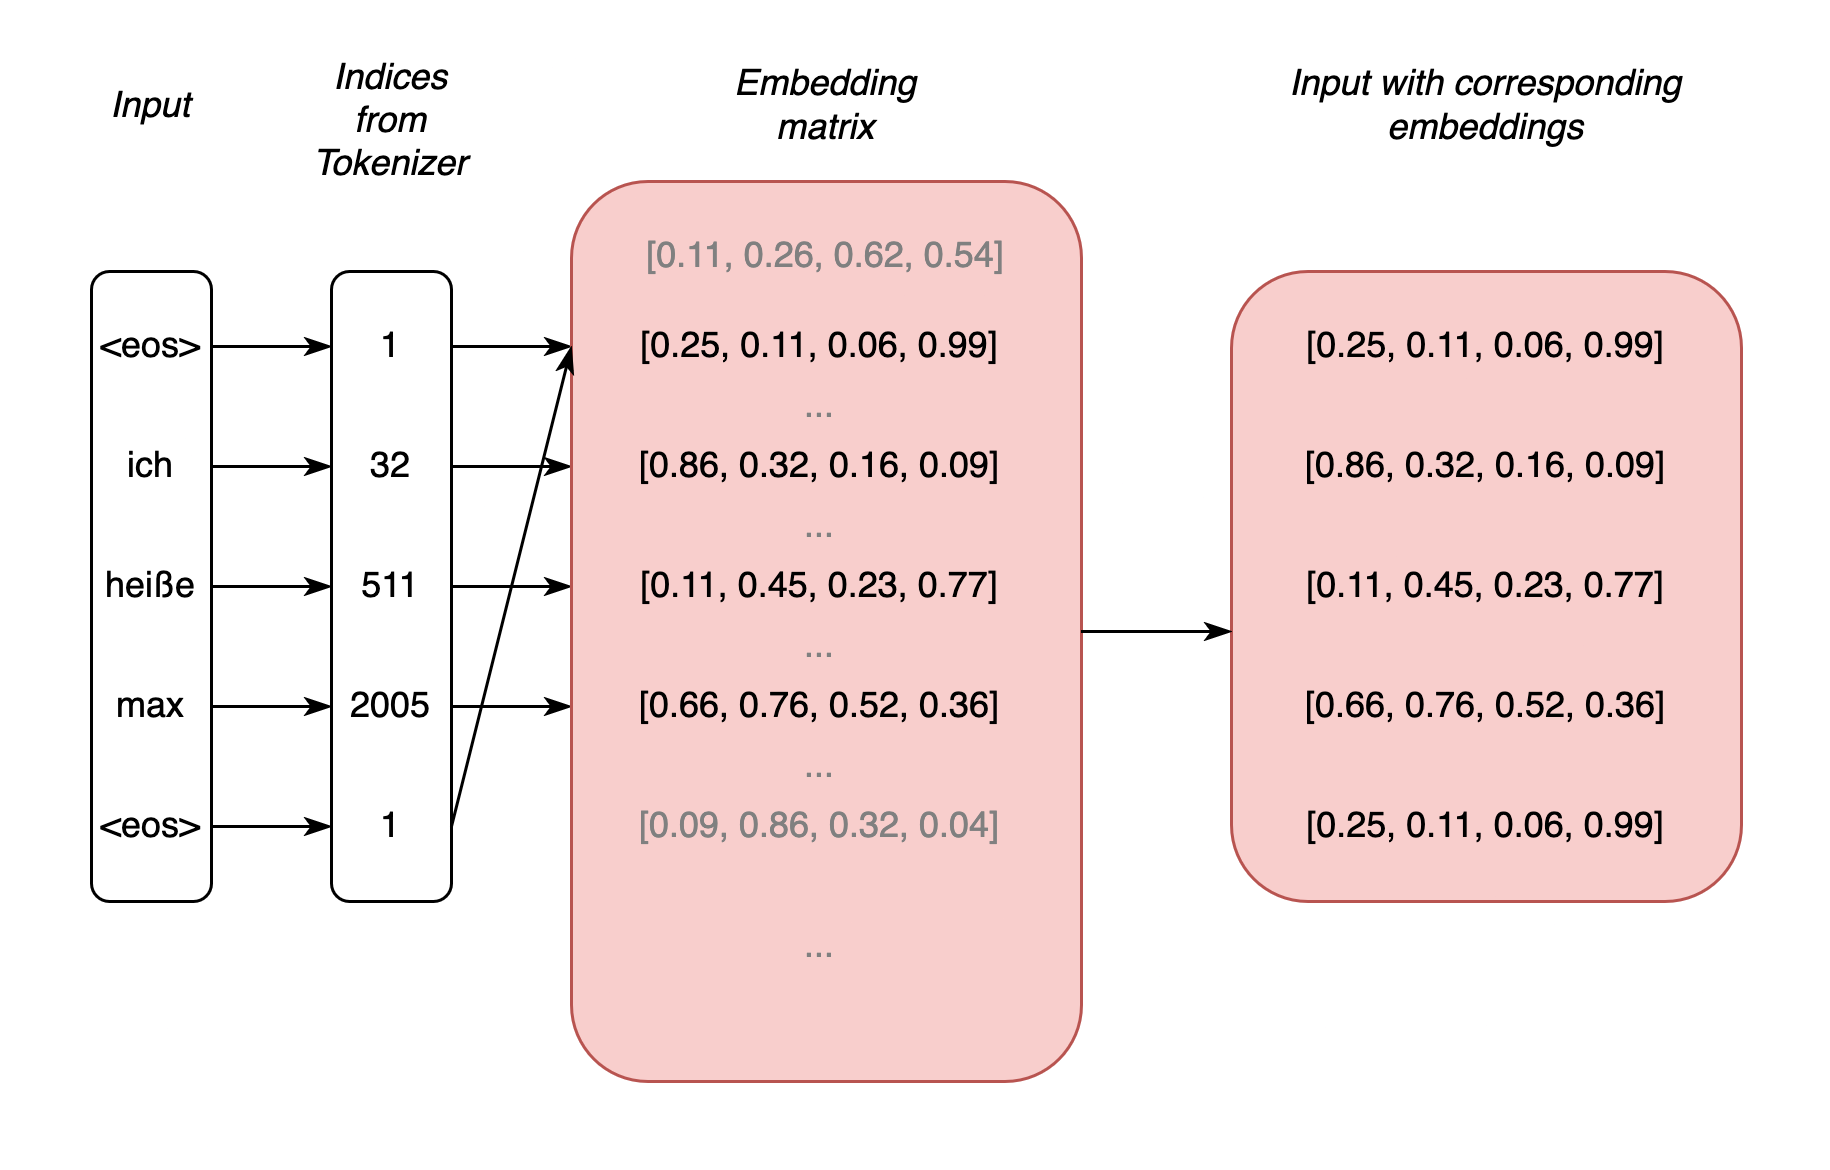 Input
Indices
from
Tokenizer
Embedding
matrix
Input with corresponding
embeddings
<eos>
ich
heiße
max
<eos>
1
32
511
2005
1
[0.11, 0.26, 0.62, 0.54]
[0.25, 0.11, 0.06, 0.99]
...
[0.86, 0.32, 0.16, 0.09]
...
[0.11, 0.45, 0.23, 0.77]
...
[0.66, 0.76, 0.52, 0.36]
...
[0.09, 0.86, 0.32, 0.04]
...
[0.25, 0.11, 0.06, 0.99]
[0.86, 0.32, 0.16, 0.09]
[0.11, 0.45, 0.23, 0.77]
[0.66, 0.76, 0.52, 0.36]
[0.25, 0.11, 0.06, 0.99]